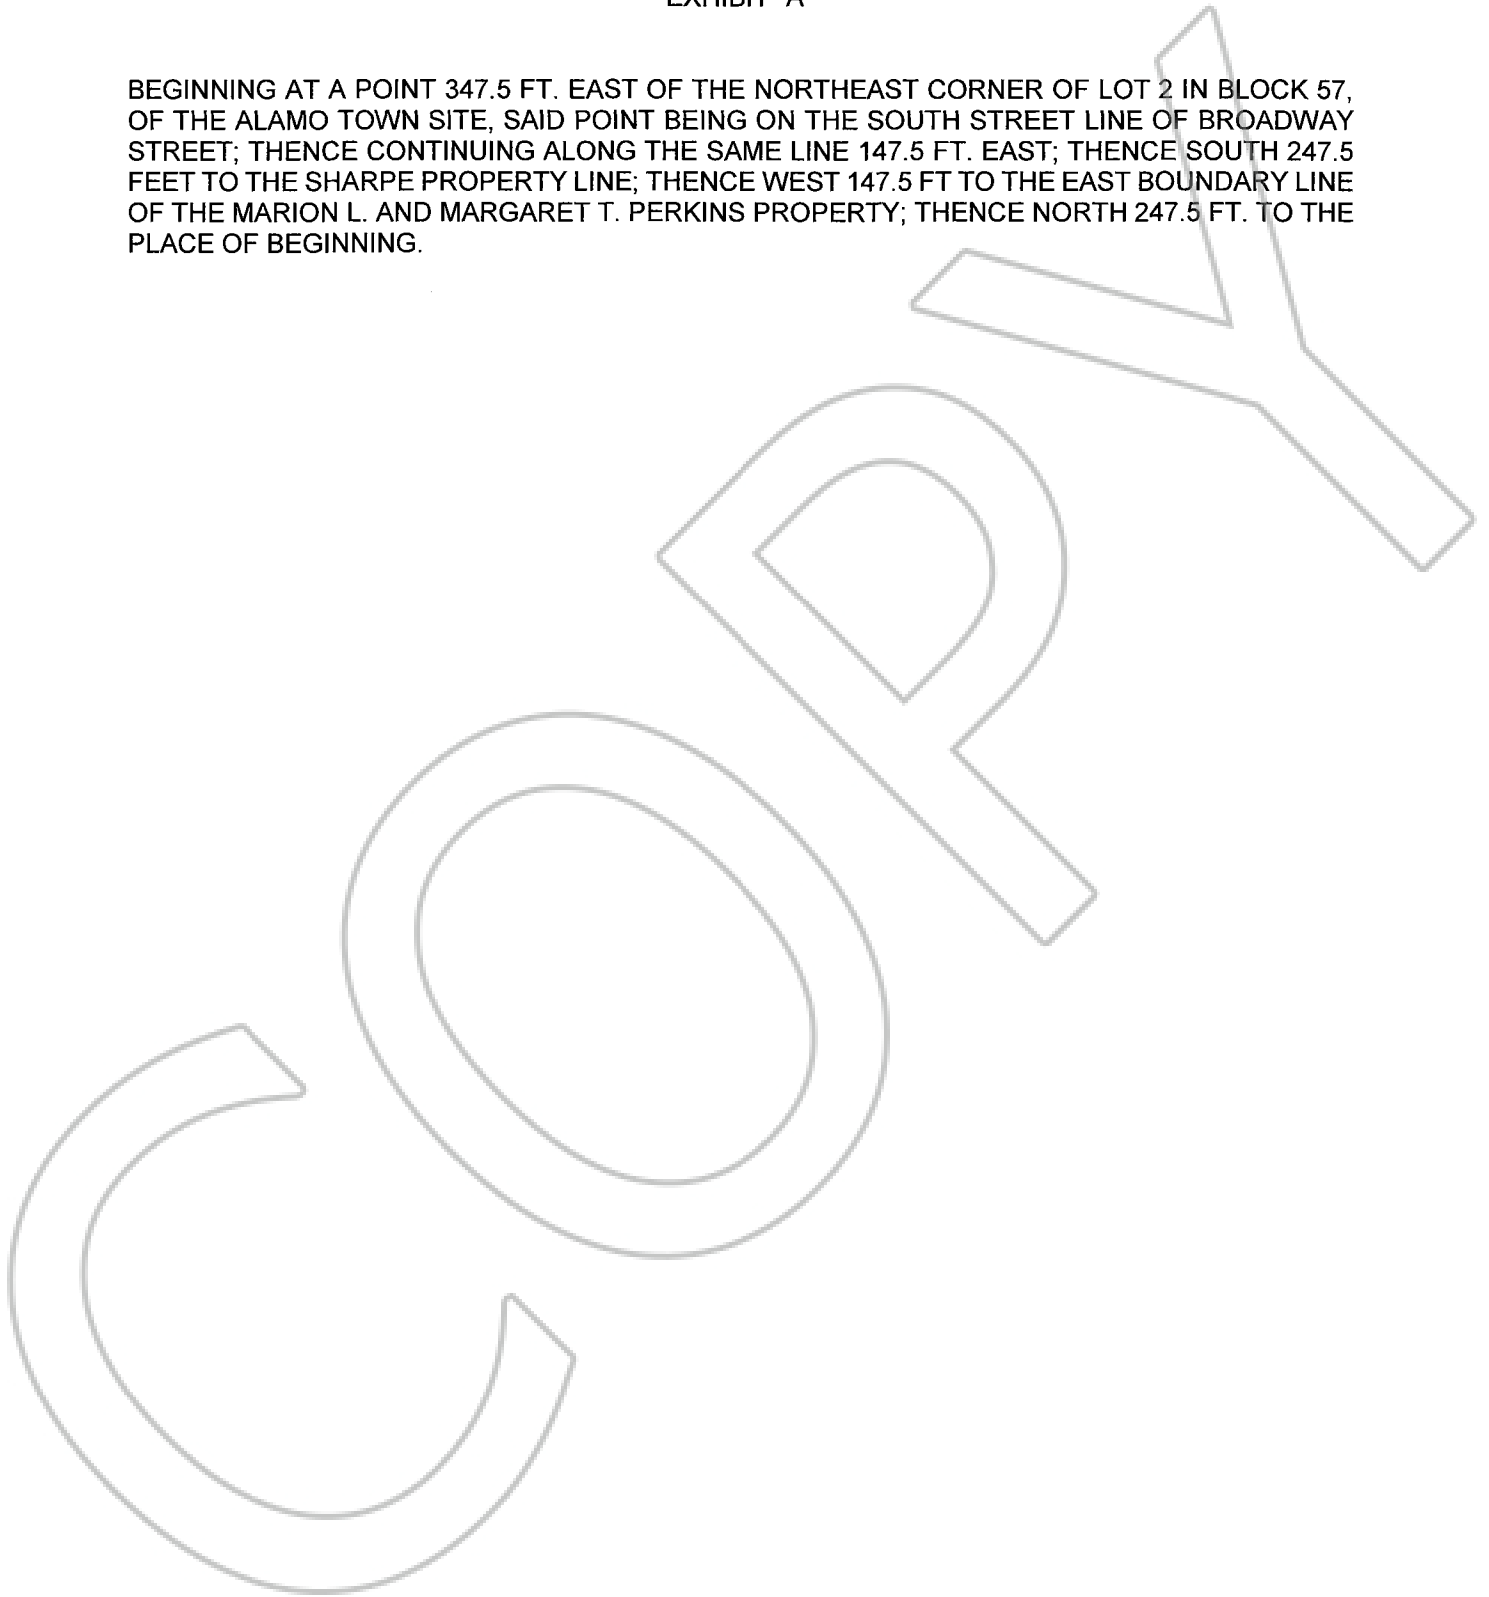 EXHIBIT "A"
BEGINNING AT A POINT 347.5 FT. EAST OF THE NORTHEAST CORNER OF LOT 2 IN BLOCK 57,
OF THE ALAMO TOWN SITE, SAID POINT BEING ON THE SOUTH STREET LINE OF BROADWAY
STREET; THENCE CONTINUING ALONG THE SAME LINE 147.5 FT. EAST; THENCE SOUTH 247.5
FEET TO THE SHARPE PROPERTY LINE; THENCE WEST 147.5 FT TO THE EAST BOUNDARY LINE
OF THE MARION L. AND MARGARET T. PERKINS PROPERTY; THENCE NORTH 247.5 FT. TO THE
PLACE OF BEGINNING.
COPY